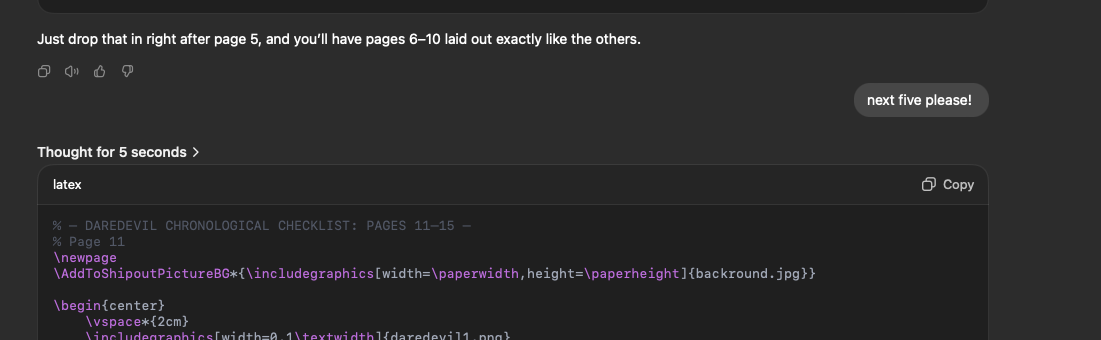 Just drop that in right after page 5, and you’ll have pages 6–10 laid out exactly like the others.
next five please!
Thought for 5 seconds >
latex
Copy
% — DAREDEVIL CHRONOLOGICAL CHECKLIST: PAGES 11–15 —
% Page 11
\newpage
\AddToShipoutPictureBG*{\includegraphics[width=\paperwidth,height=\paperheight]{backround.jpg}}
\begin{center}
\vspace*{2cm}
\includegraphics[width=0.1\textwidth]{daredevil1.png}